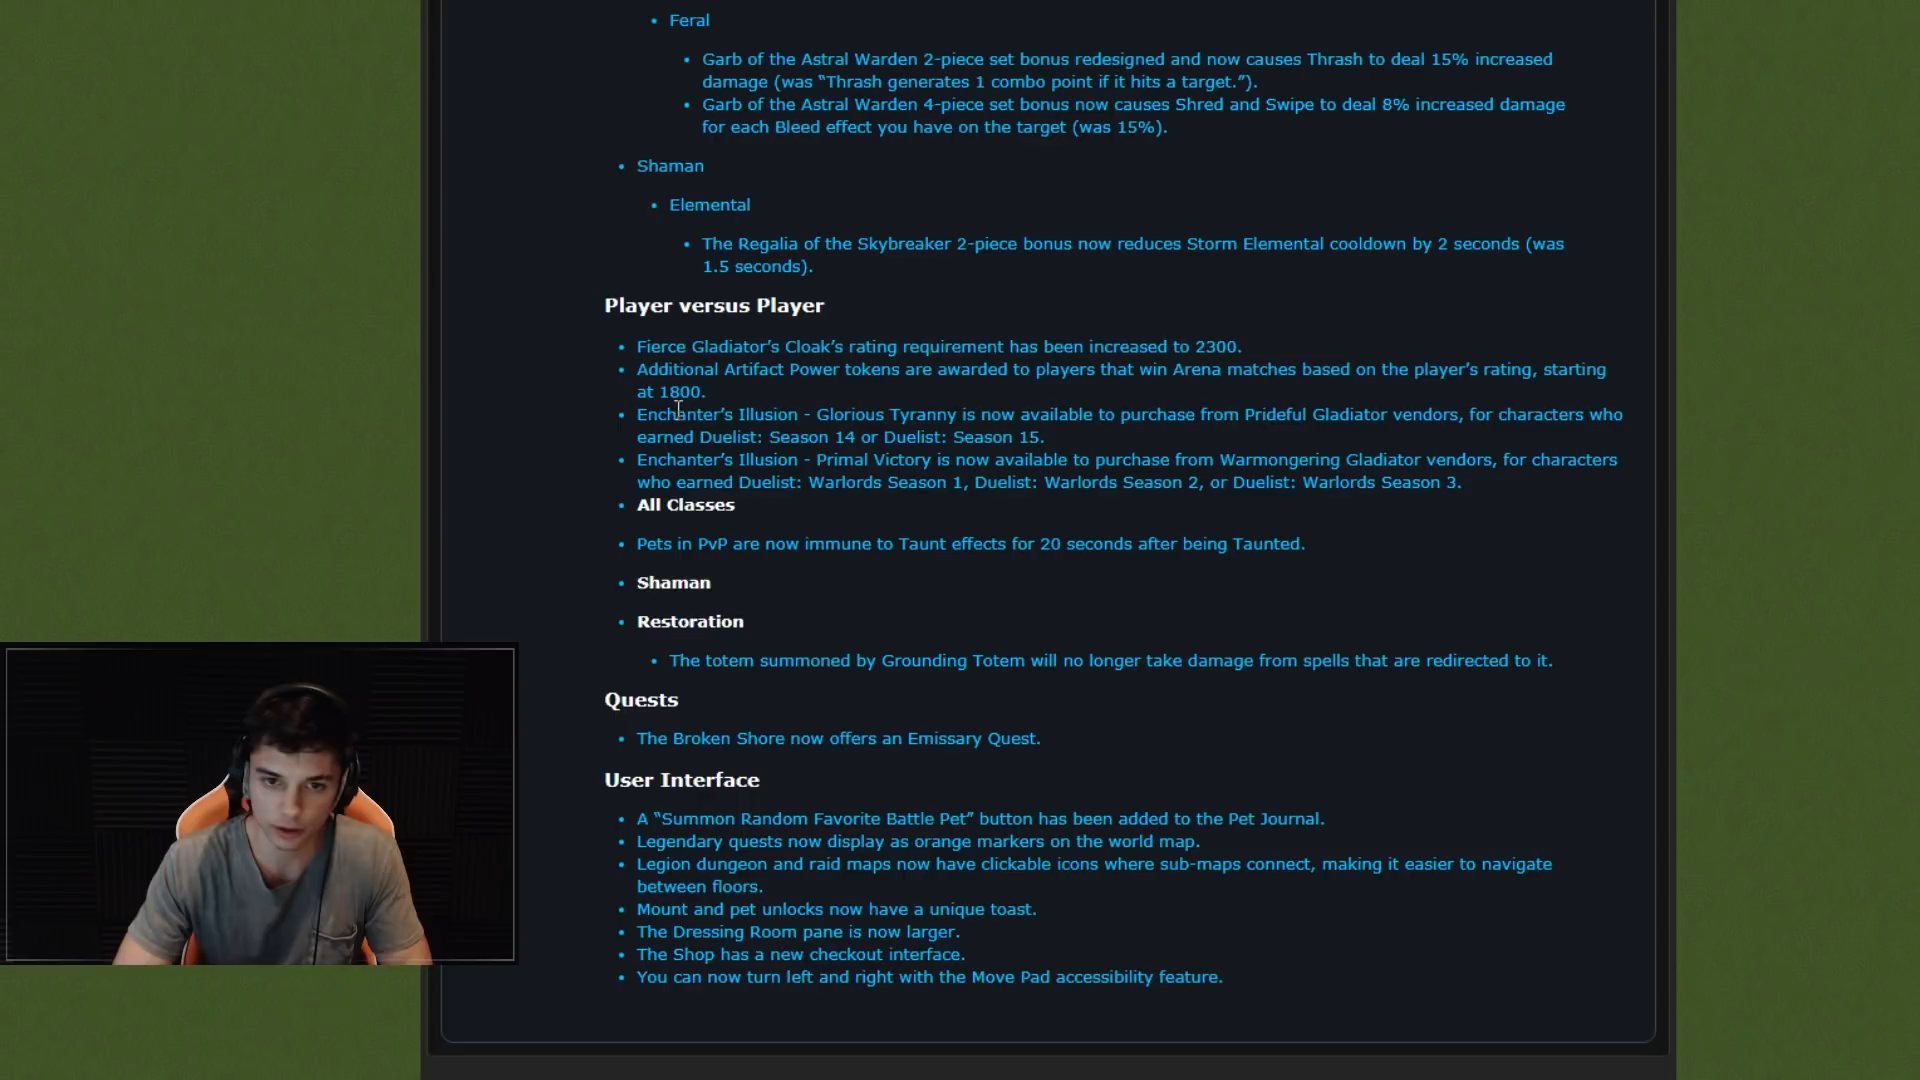 Feral
Garb of the Astral Warden 2-piece set bonus redesigned and now causes Thrash to deal 15% increased
damage (was “Thrash generates 1 combo point if it hits a target.”).
Garb of the Astral Warden 4-piece set bonus now causes Shred and Swipe to deal 8% increased damage
for each Bleed effect you have on the target (was 15%).
Shaman
Elemental
The Regalia of the Skybreaker 2-piece bonus now reduces Storm Elemental cooldown by 2 seconds (was
1.5 seconds).
Player versus Player
Fierce Gladiator’s Cloak’s rating requirement has been increased to 2300.
Additional Artifact Power tokens are awarded to players that win Arena matches based on the player’s rating, starting
at 1800.
Enchanter’s Illusion - Glorious Tyranny is now available to purchase from Prideful Gladiator vendors, for characters who
earned Duelist: Season 14 or Duelist: Season 15.
Enchanter’s Illusion - Primal Victory is now available to purchase from Warmongering Gladiator vendors, for characters
who earned Duelist: Warlords Season 1, Duelist: Warlords Season 2, or Duelist: Warlords Season 3.
All Classes
Pets in PvP are now immune to Taunt effects for 20 seconds after being Taunted.
Shaman
Restoration
The totem summoned by Grounding Totem will no longer take damage from spells that are redirected to it.
Quests
The Broken Shore now offers an Emissary Quest.
User Interface
A “Summon Random Favorite Battle Pet” button has been added to the Pet Journal.
Legendary quests now display as orange markers on the world map.
Legion dungeon and raid maps now have clickable icons where sub-maps connect, making it easier to navigate
between floors.
Mount and pet unlocks now have a unique toast.
The Dressing Room pane is now larger.
The Shop has a new checkout interface.
You can now turn left and right with the Move Pad accessibility feature.